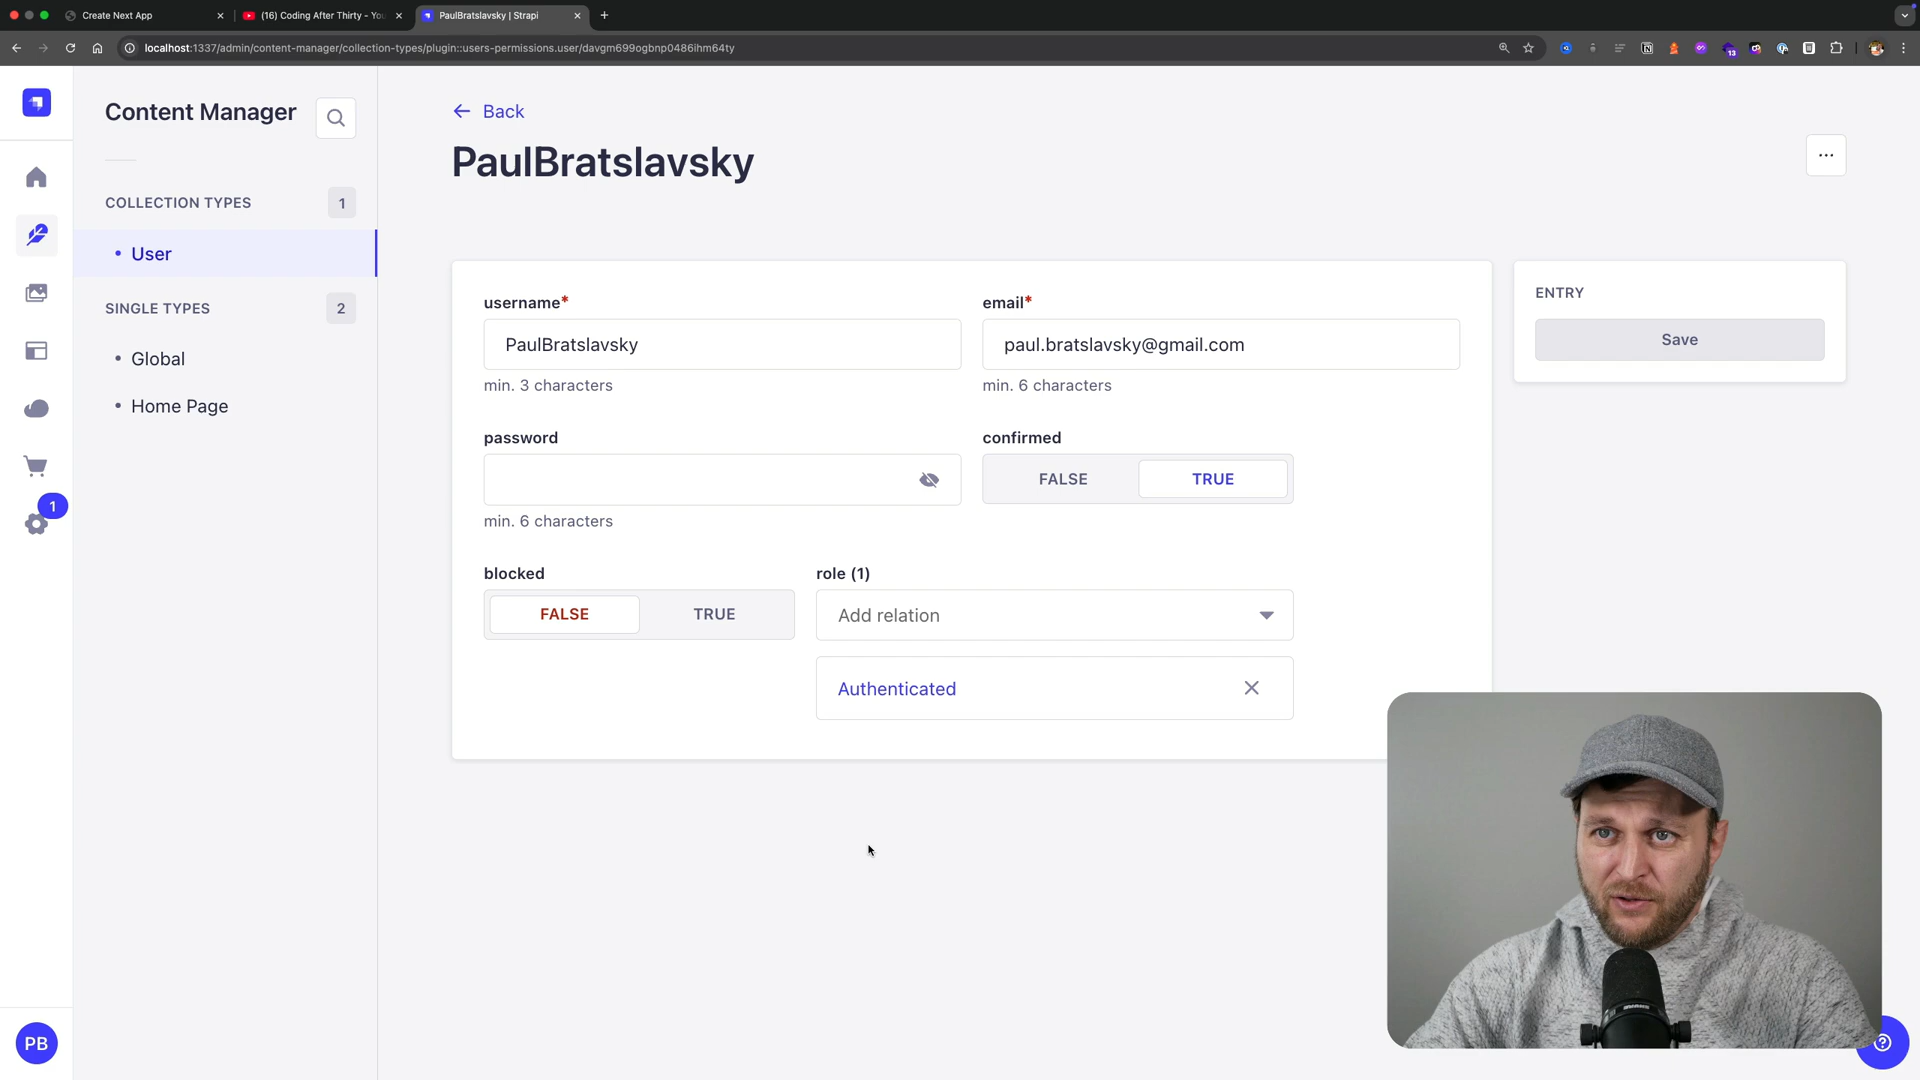 Create Next App
(16) Coding After Thirty - You
PaulBratslavsky | Strapi
localhost:1337/admin/content-manager/collection-types/plugin::users-permissions.user/davgm699ogbnp0486ihm64ty
13
Content Manager
COLLECTION TYPES
1
User
SINGLE TYPES
2
Global
Home Page
1
PB
Back
PaulBratslavsky
username*
PaulBratslavsky
min. 3 characters
email*
paul.bratslavsky@gmail.com
min. 6 characters
password
min. 6 characters
confirmed
FALSE
TRUE
blocked
FALSE
TRUE
role (1)
Add relation
Authenticated
ENTRY
Save